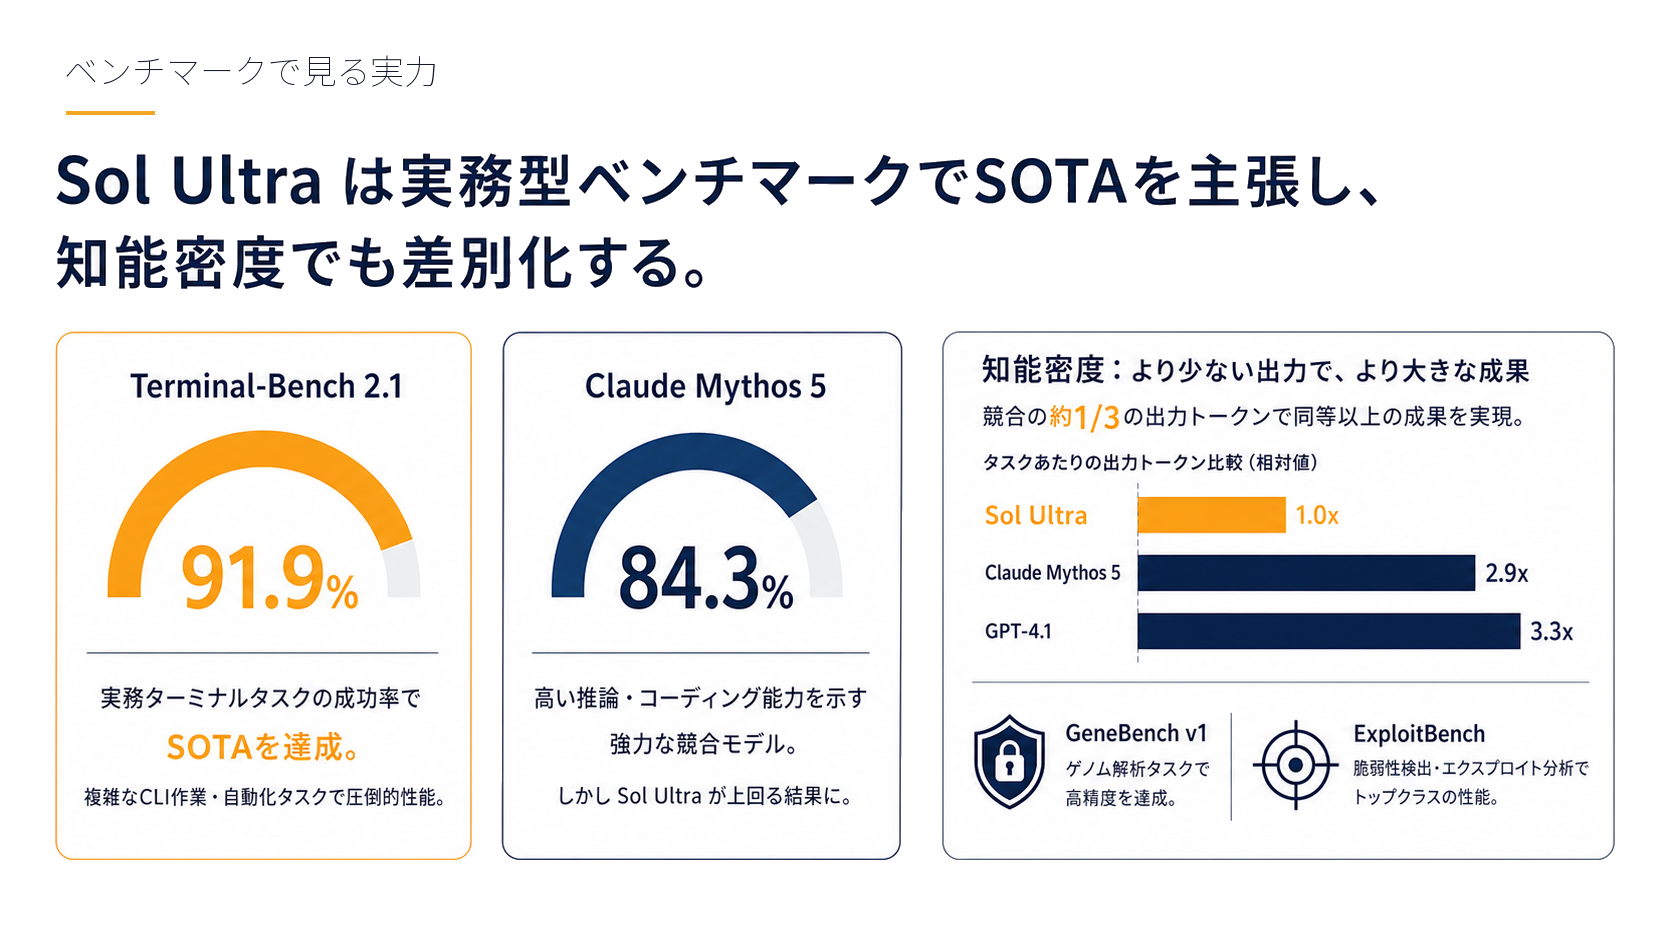 ベンチマークで見る実力
Sol Ultra は実務型ベンチマークでSOTAを主張し、
知能密度でも差別化する。
Terminal-Bench 2.1
91.9%
実務ターミナルタスクの成功率で
SOTAを達成。
複雑なCLI作業・自動化タスクで圧倒的性能。
Claude Mythos 5
84.3%
高い推論・コーディング能力を示す
強力な競合モデル。
しかし Sol Ultra が上回る結果に。
知能密度：より少ない出力で、より大きな成果
競合の約1/3の出力トークンで同等以上の成果を実現。
タスクあたりの出力トークン比較（相対値）
Sol Ultra 1.0x
Claude Mythos 5 2.9x
GPT-4.1 3.3x
GeneBench v1
ゲノム解析タスクで
高精度を達成。
ExploitBench
脆弱性検出・エクスプロイト分析で
トップクラスの性能。